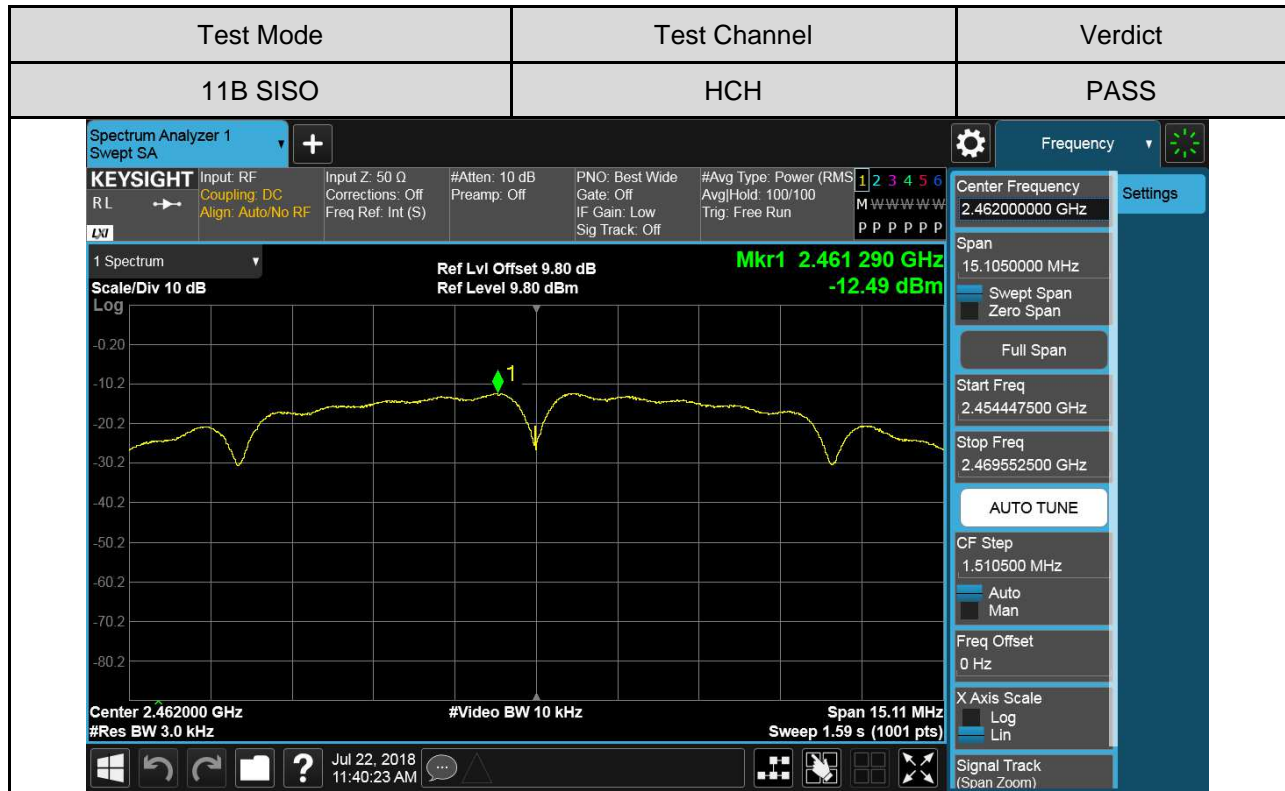 Test Mode Test Channel Verdict
11B SISO HCH PASS
Spectrum Analyzer 1
Swept SA
+
Frequency
KEYSIGHT
RL
LXI
Input: RF
Coupling: DC
Align: Auto/No RF
Input Z: 50 Ω
Corrections: Off
Freq Ref: Int (S)
#Atten: 10 dB
Preamp: Off
PNO: Best Wide
Gate: Off
IF Gain: Low
Sig Track: Off
#Avg Type: Power (RMS
Avg|Hold: 100/100
Trig: Free Run
1 2 3 4 5 6
M W W W W W
P P P P P P
1 Spectrum
Scale/Div 10 dB
Ref Lvl Offset 9.80 dB
Ref Level 9.80 dBm
Mkr1 2.461 290 GHz
-12.49 dBm
Log
-0.20
-10.2
-20.2
-30.2
-40.2
-50.2
-60.2
-70.2
-80.2
1
Center 2.462000 GHz
#Res BW 3.0 kHz
#Video BW 10 kHz
Span 15.11 MHz
Sweep 1.59 s (1001 pts)
Center Frequency
2.462000000 GHz
Settings
Span
15.1050000 MHz
Swept Span
Zero Span
Full Span
Start Freq
2.454447500 GHz
Stop Freq
2.469552500 GHz
AUTO TUNE
CF Step
1.510500 MHz
Auto
Man
Freq Offset
0 Hz
X Axis Scale
Log
Lin
Signal Track
(Span Zoom)
?
Jul 22, 2018
11:40:23 AM